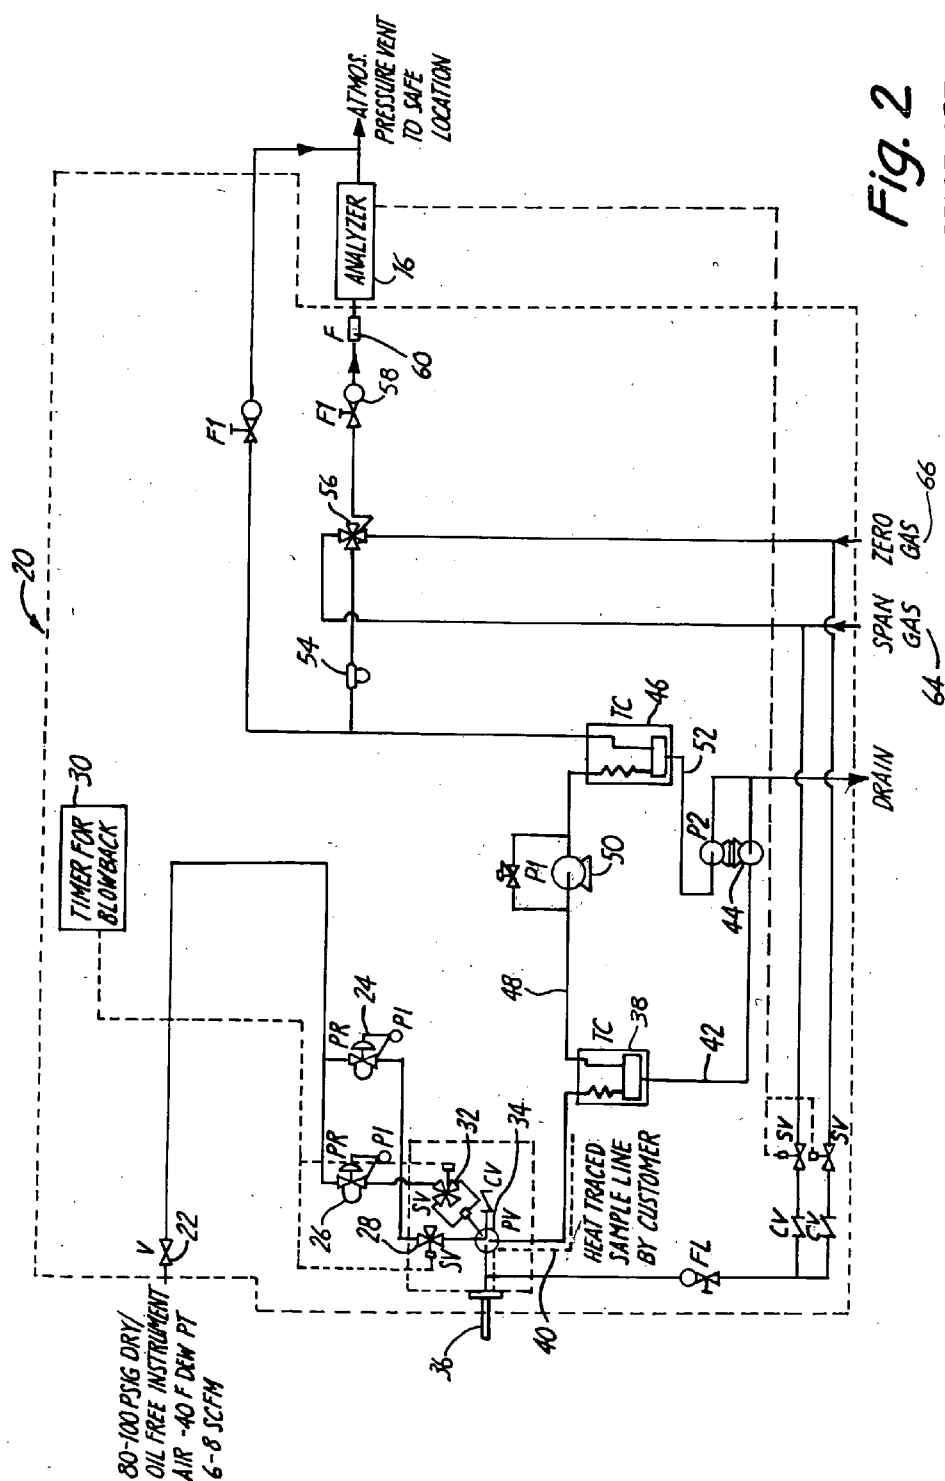 80-100 PSIG DRY/
OIL FREE INSTRUMENT
AIR -40 F DEW PT
6-8 SCFM
V
22
20
TIMER FOR
BLOWBACK
30
PR
PI
24
PR
PI
26
28
SV
SV
32
34
CV
PV
36
40
HEAT TRACED
SAMPLE LINE
BY CUSTOMER
FL
CV
CV
SV
SV
TC
38
42
48
P1
50
TC
46
52
P2
44
54
56
F1
F1
58
F
60
ANALYZER
16
ATMOS.
PRESSURE VENT
TO SAFE
LOCATION
DRAIN
SPAN
GAS
64
ZERO
GAS
66
Fig. 2